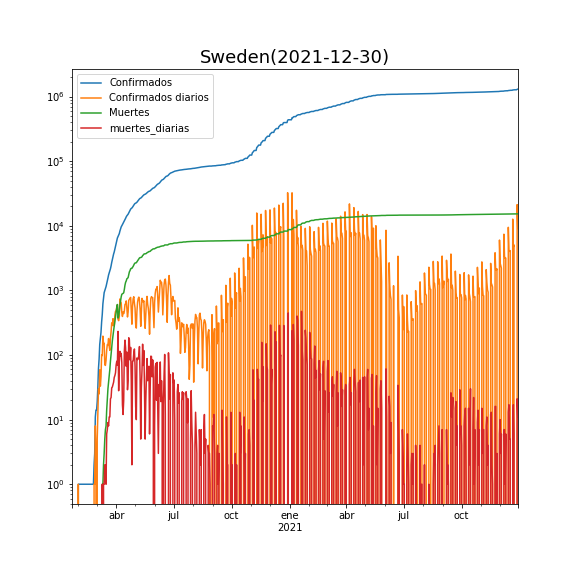 Sweden(2021-12-30)
Confirmados
Confirmados diarios
Muertes
muertes_diarias
10⁶
10⁵
10⁴
10³
10²
10¹
10⁰
abr jul oct ene abr jul oct
2021